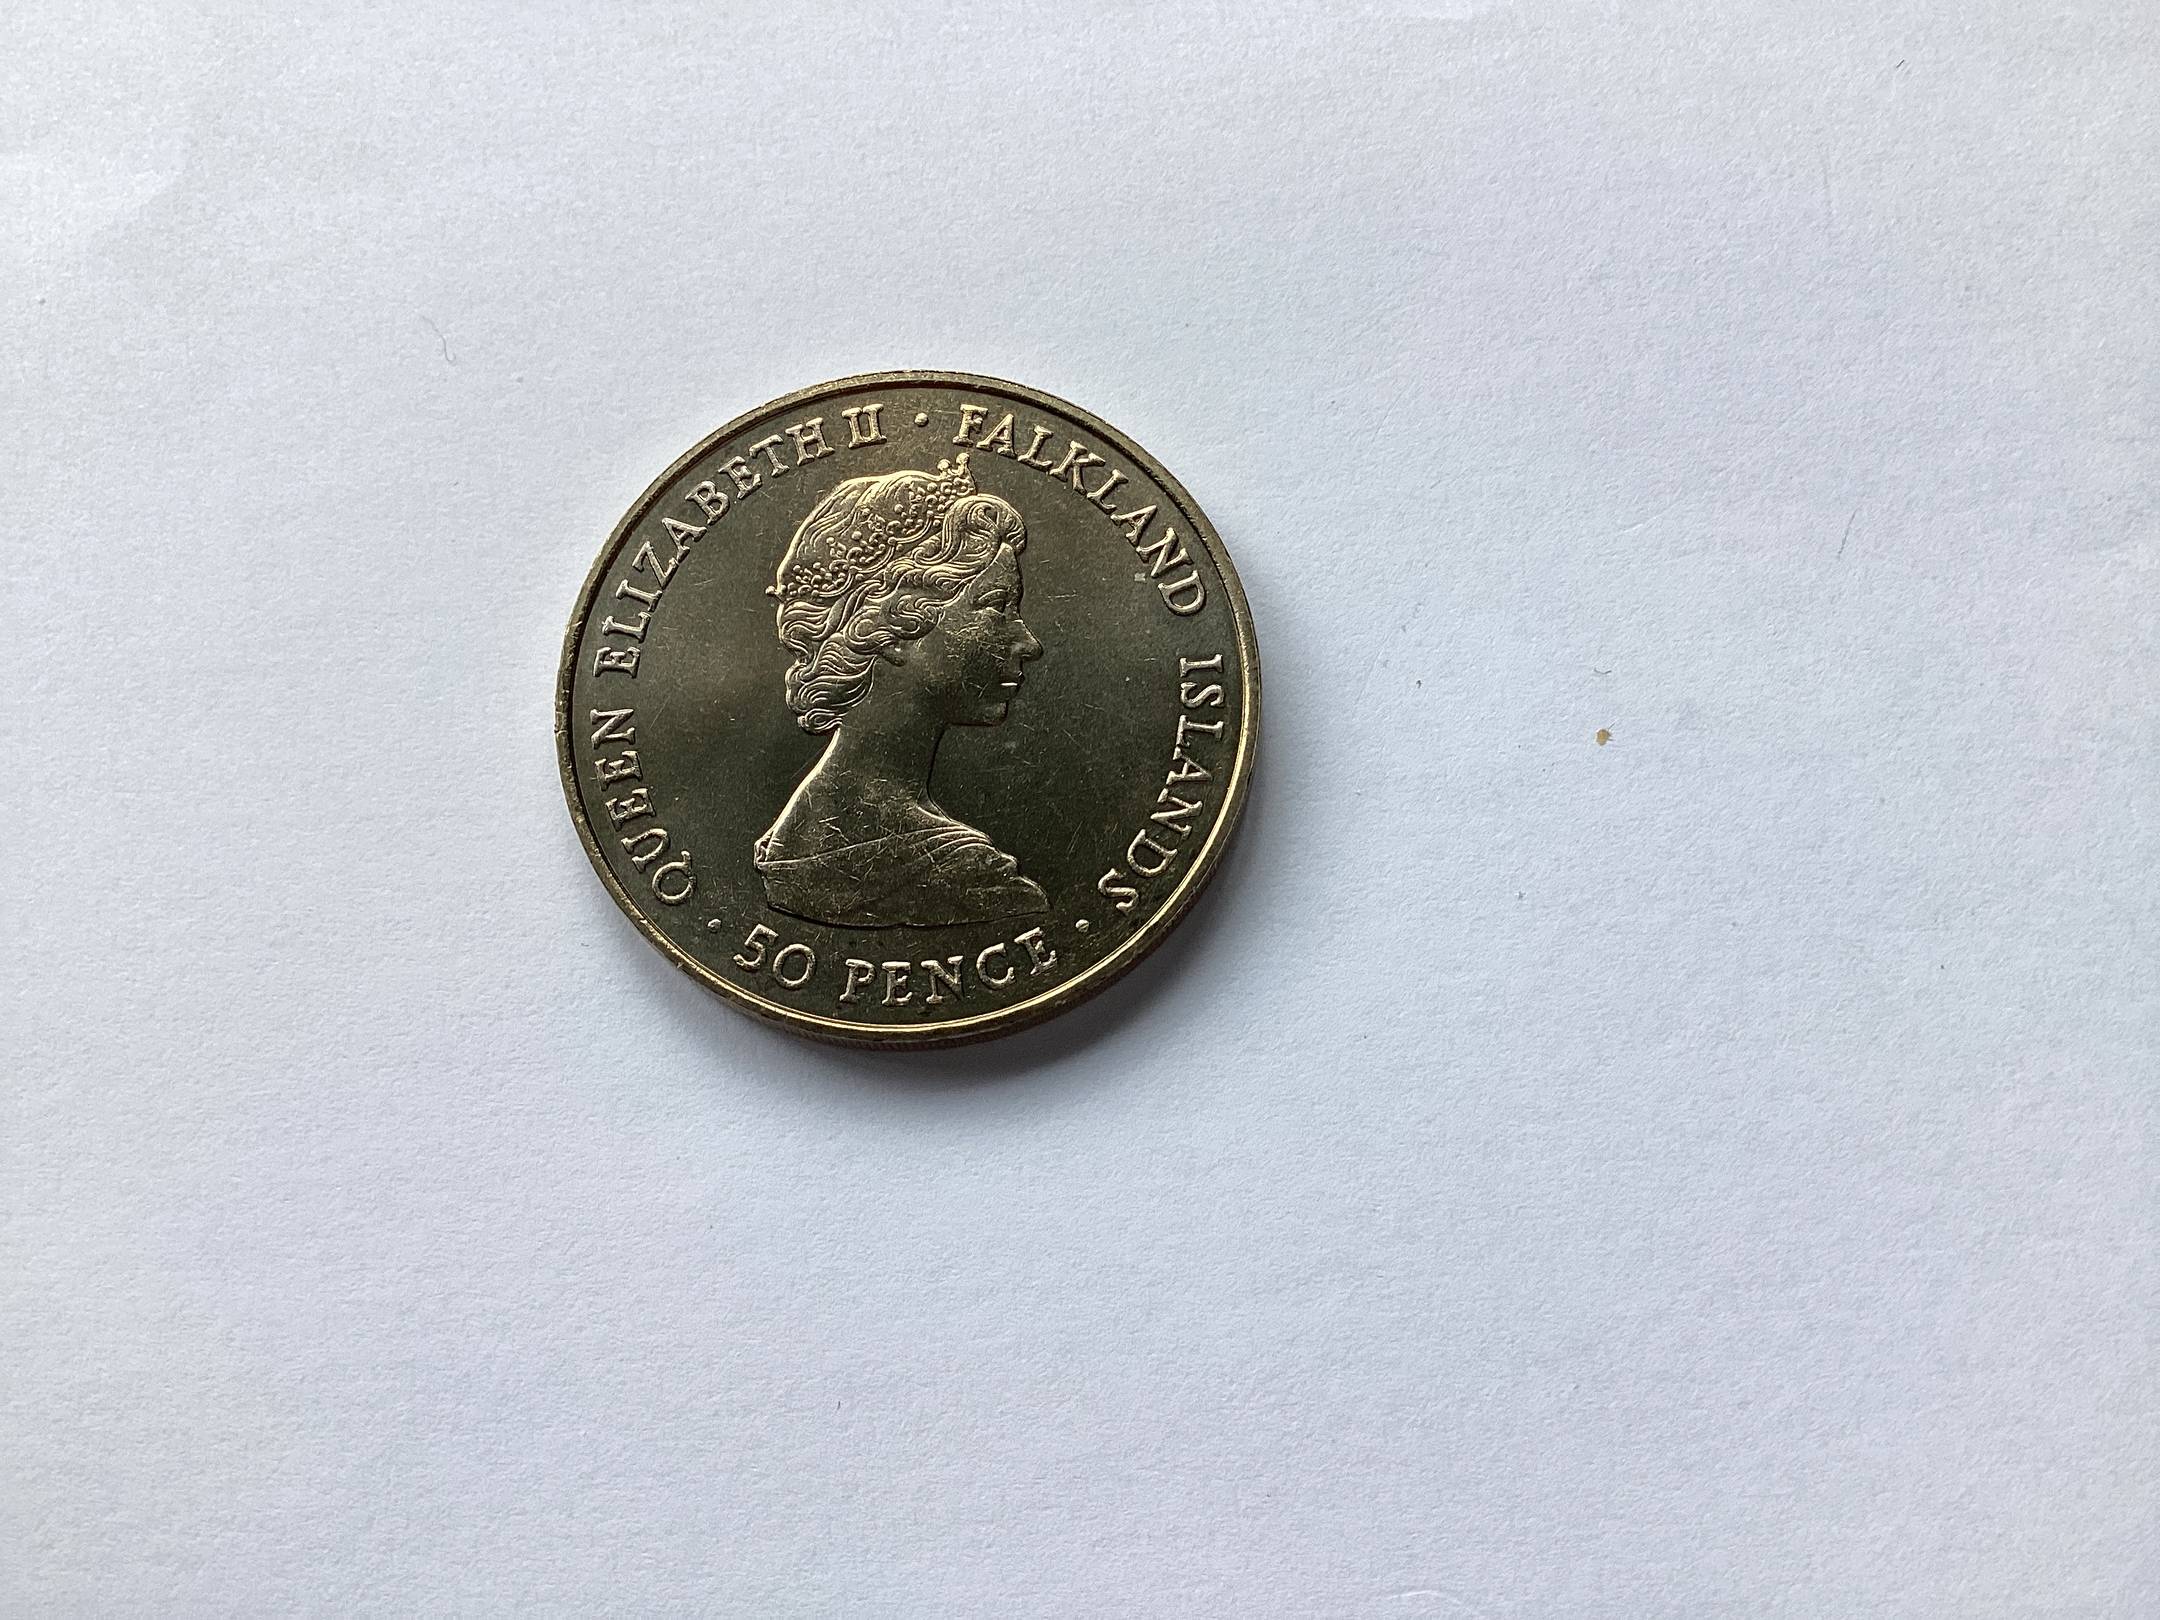 QUEEN ELIZABETH II · FALKLAND ISLANDS
· 50 PENCE ·